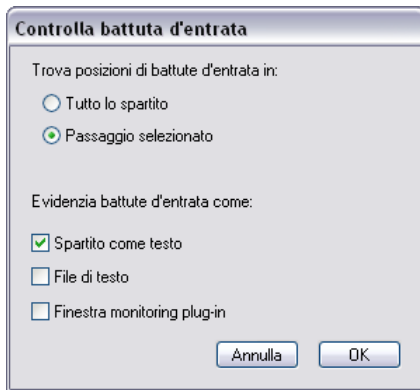 Controlla battuta d'entrata
Trova posizioni di battute d'entrata in:
Tutto lo spartito
Passaggio selezionato
Evidenzia battute d'entrata come:
Spartito come testo
File di testo
Finestra monitoring plug-in
Annulla OK